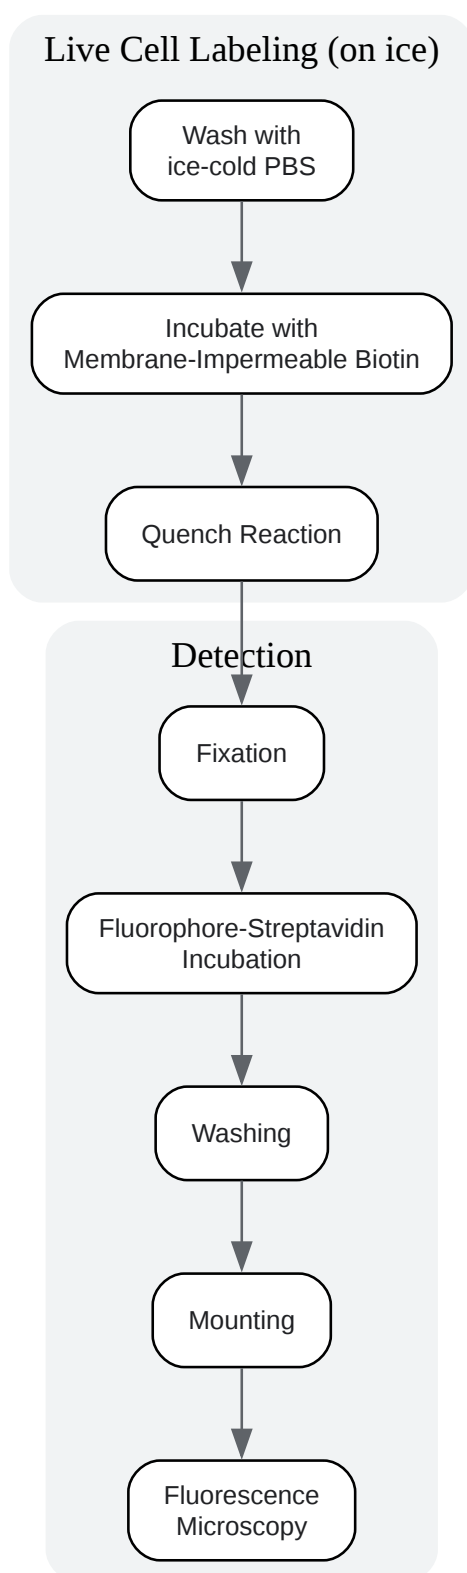 Live Cell Labeling (on ice)
Wash with
ice-cold PBS
Incubate with
Membrane-Impermeable Biotin
Quench Reaction
Detection
Fixation
Fluorophore-Streptavidin
Incubation
Washing
Mounting
Fluorescence
Microscopy